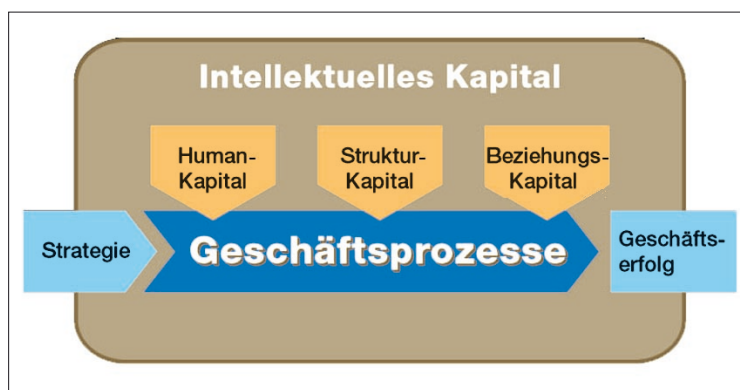 Intellektuelles Kapital
Human-
Kapital
Struktur-
Kapital
Beziehungs-
Kapital
Strategie
Geschäftsprozesse
Geschäfts-
erfolg